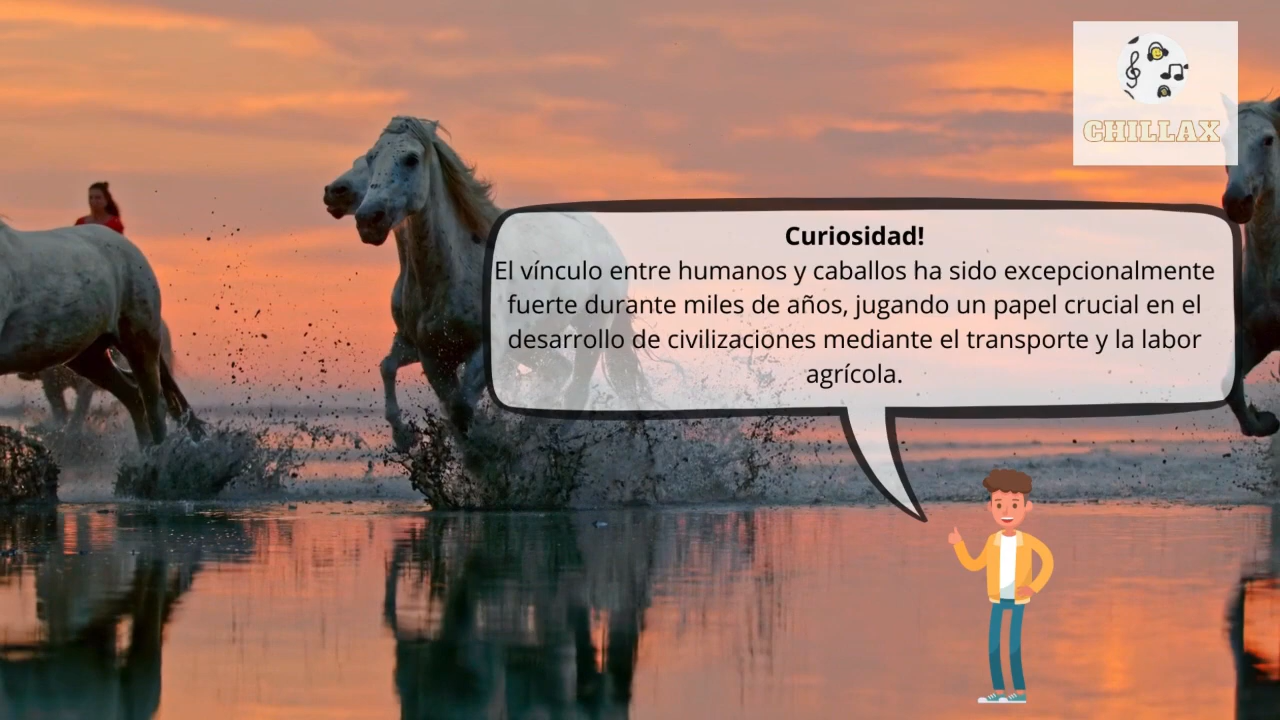 CHILLAX
Curiosidad!
El vínculo entre humanos y caballos ha sido excepcionalmente
fuerte durante miles de años, jugando un papel crucial en el
desarrollo de civilizaciones mediante el transporte y la labor
agrícola.